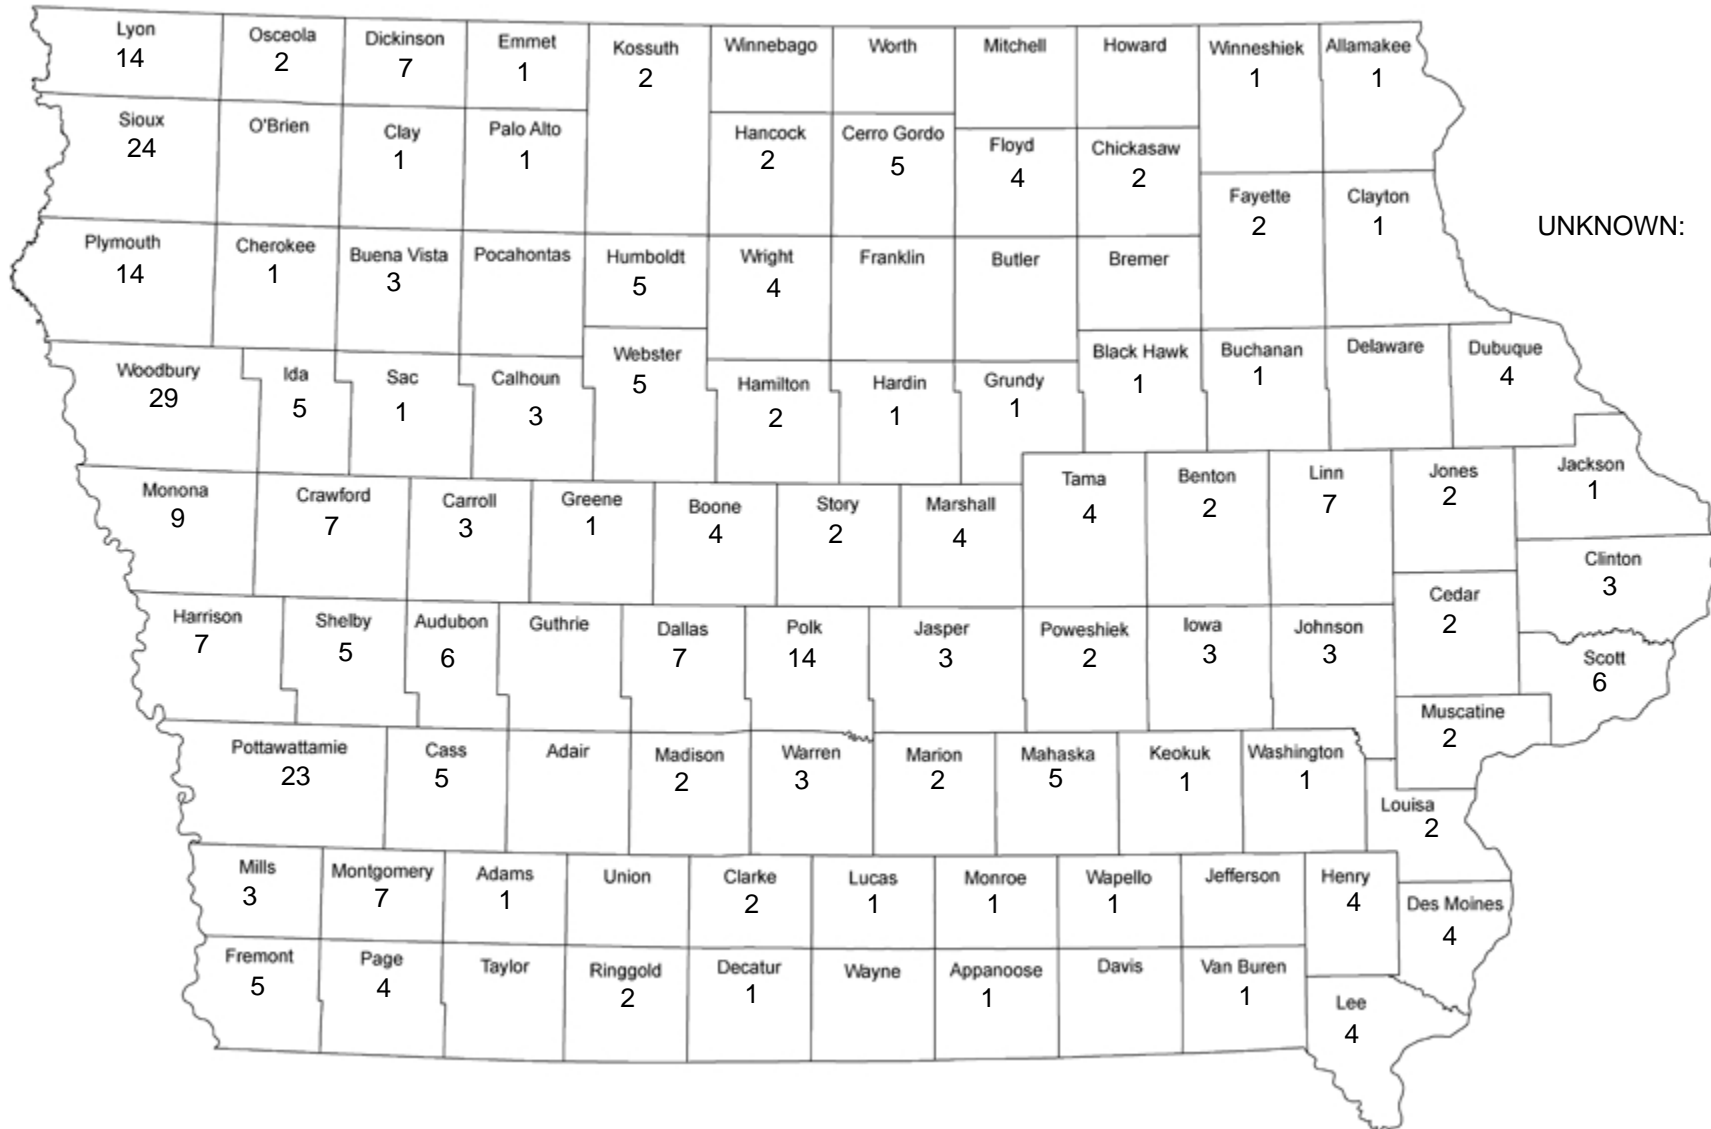 Lyon
14
Osceola
2
Dickinson
7
Emmet
1
Kossuth
2
Winnebago
Worth
Mitchell
Howard
Winneshiek
1
Allamakee
1
Sioux
24
O'Brien
Clay
1
Palo Alto
1
Hancock
2
Cerro Gordo
5
Floyd
4
Chickasaw
2
Fayette
2
Clayton
1
UNKNOWN:
Plymouth
14
Cherokee
1
Buena Vista
3
Pocahontas
Humboldt
5
Wright
4
Franklin
Butler
Bremer
Woodbury
29
Ida
5
Sac
1
Calhoun
3
Webster
5
Hamilton
2
Hardin
1
Grundy
1
Black Hawk
1
Buchanan
1
Delaware
Dubuque
4
Monona
9
Crawford
7
Carroll
3
Greene
1
Boone
4
Story
2
Marshall
4
Tama
4
Benton
2
Linn
7
Jones
2
Jackson
1
Clinton
3
Harrison
7
Shelby
5
Audubon
6
Guthrie
Dallas
7
Polk
14
Jasper
3
Poweshiek
2
Iowa
3
Johnson
3
Cedar
2
Scott
6
Muscatine
2
Pottawattamie
23
Cass
5
Adair
Madison
2
Warren
3
Marion
2
Mahaska
5
Keokuk
1
Washington
1
Louisa
2
Mills
3
Montgomery
7
Adams
1
Union
Clarke
2
Lucas
1
Monroe
1
Wapello
1
Jefferson
Henry
4
Des Moines
4
Fremont
5
Page
4
Taylor
Ringgold
2
Decatur
1
Wayne
Appanoose
1
Davis
Van Buren
1
Lee
4